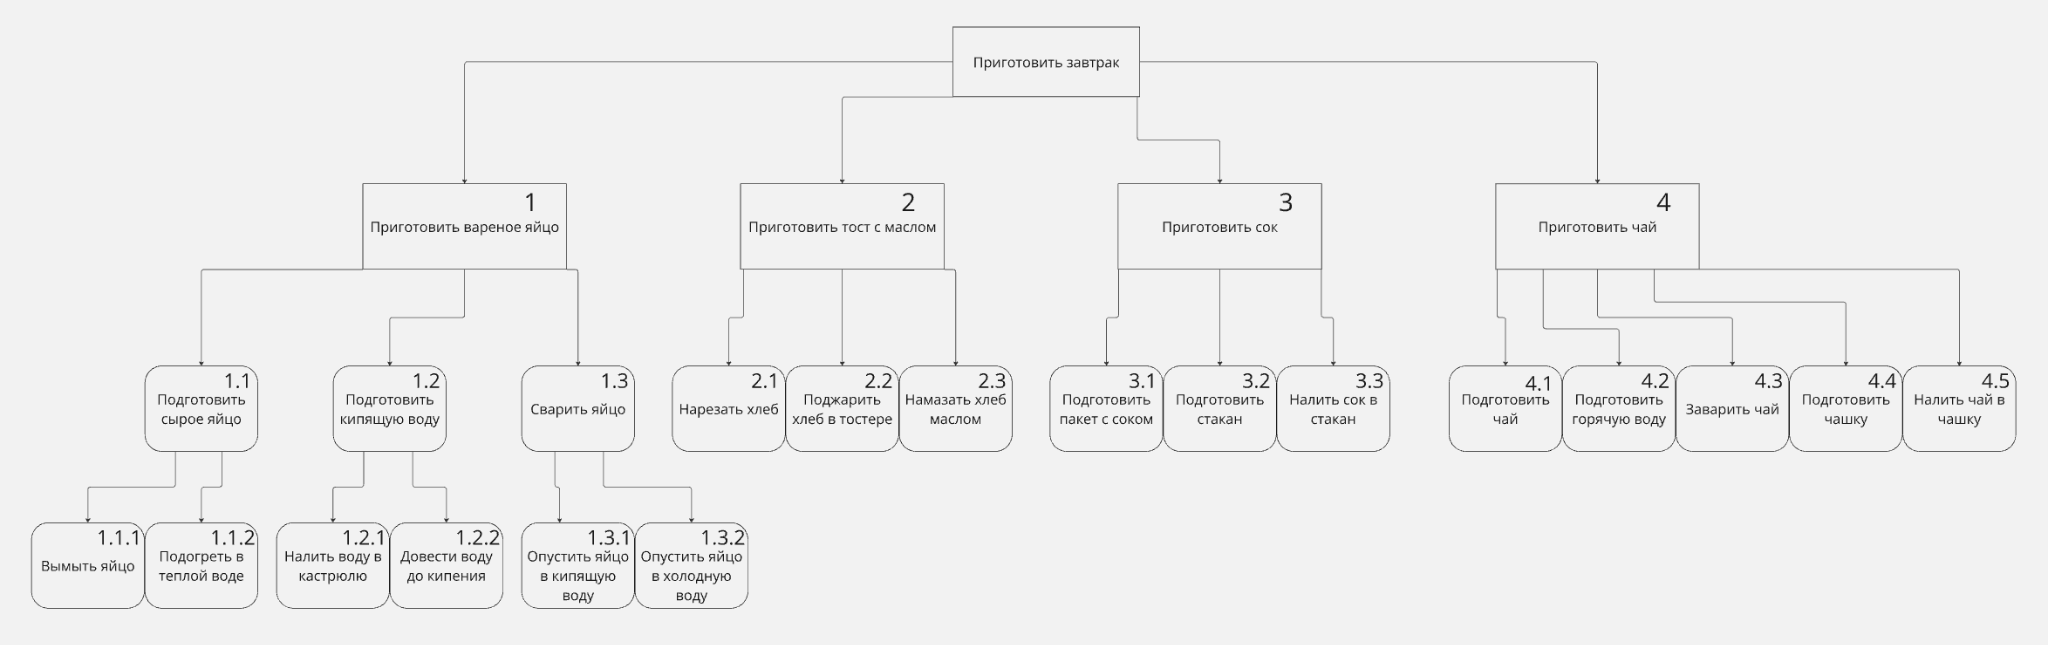 Приготовить завтрак
1
Приготовить вареное яйцо
2
Приготовить тост с маслом
3
Приготовить сок
4
Приготовить чай
1.1
Подготовить
сырое яйцо
1.2
Подготовить
кипящую воду
1.3
Сварить яйцо
2.1
Нарезать хлеб
2.2
Поджарить
хлеб в тостере
2.3
Намазать хлеб
маслом
3.1
Подготовить
пакет с соком
3.2
Подготовить
стакан
3.3
Налить сок в
стакан
4.1
Подготовить
чай
4.2
Подготовить
горячую воду
4.3
Заварить чай
4.4
Подготовить
чашку
4.5
Налить чай в
чашку
1.1.1
Вымыть яйцо
1.1.2
Подогреть в
теплой воде
1.2.1
Налить воду в
кастрюлю
1.2.2
Довести воду
до кипения
1.3.1
Опустить яйцо
в кипящую
воду
1.3.2
Опустить яйцо
в холодную
воду